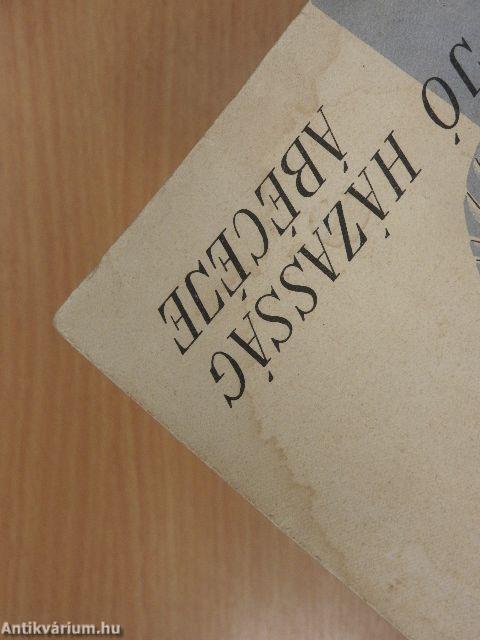 JÓ HÁZASSÁG
ÁBÉCÉJE
Antikvárium.hu